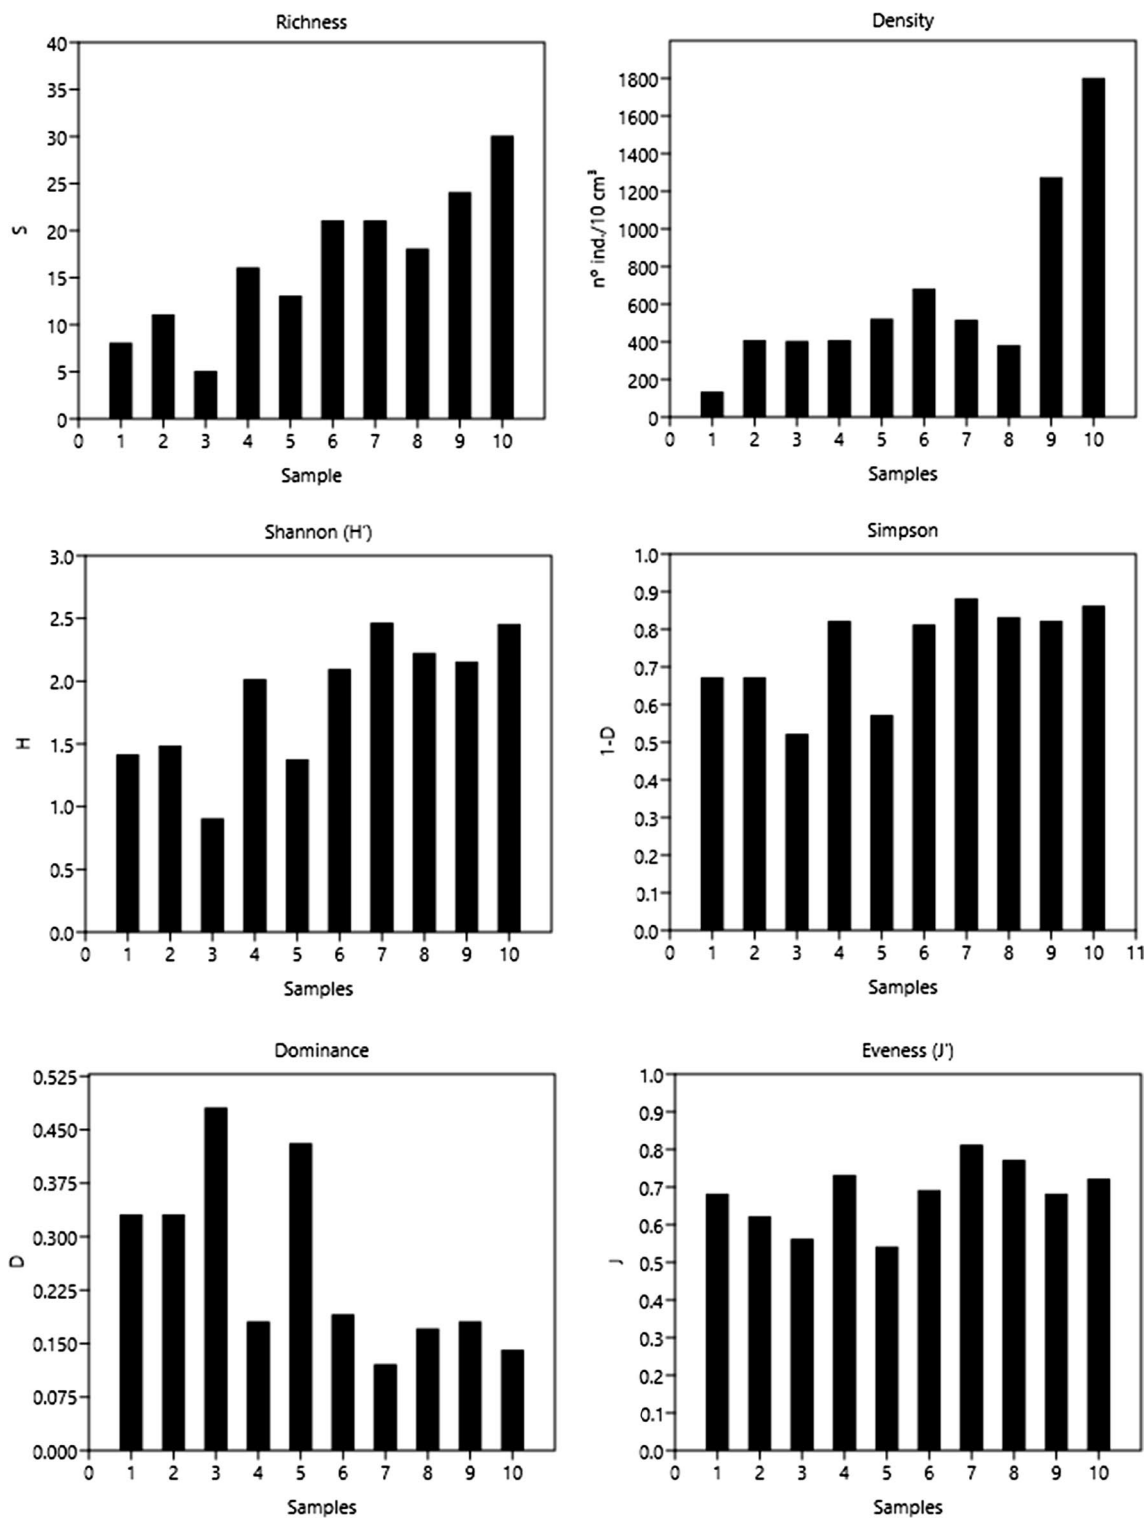 Richness
40
35
30
25
20
15
10
5
0
S
0 1 2 3 4 5 6 7 8 9 10
Sample
Density
1800
1600
1400
1200
1000
800
600
400
200
0
n° ind./10 cm³
0 1 2 3 4 5 6 7 8 9 10
Samples
Shannon (H')
3.0
2.5
2.0
1.5
1.0
0.5
0.0
H
0 1 2 3 4 5 6 7 8 9 10
Samples
Simpson
1.0
0.9
0.8
0.7
0.6
0.5
0.4
0.3
0.2
0.1
0.0
1-D
0 1 2 3 4 5 6 7 8 9 10 11
Samples
Dominance
0.525
0.450
0.375
0.300
0.225
0.150
0.075
0.000
D
0 1 2 3 4 5 6 7 8 9 10
Samples
Eveness (J')
1.0
0.9
0.8
0.7
0.6
0.5
0.4
0.3
0.2
0.1
0.0
J
0 1 2 3 4 5 6 7 8 9 10
Samples